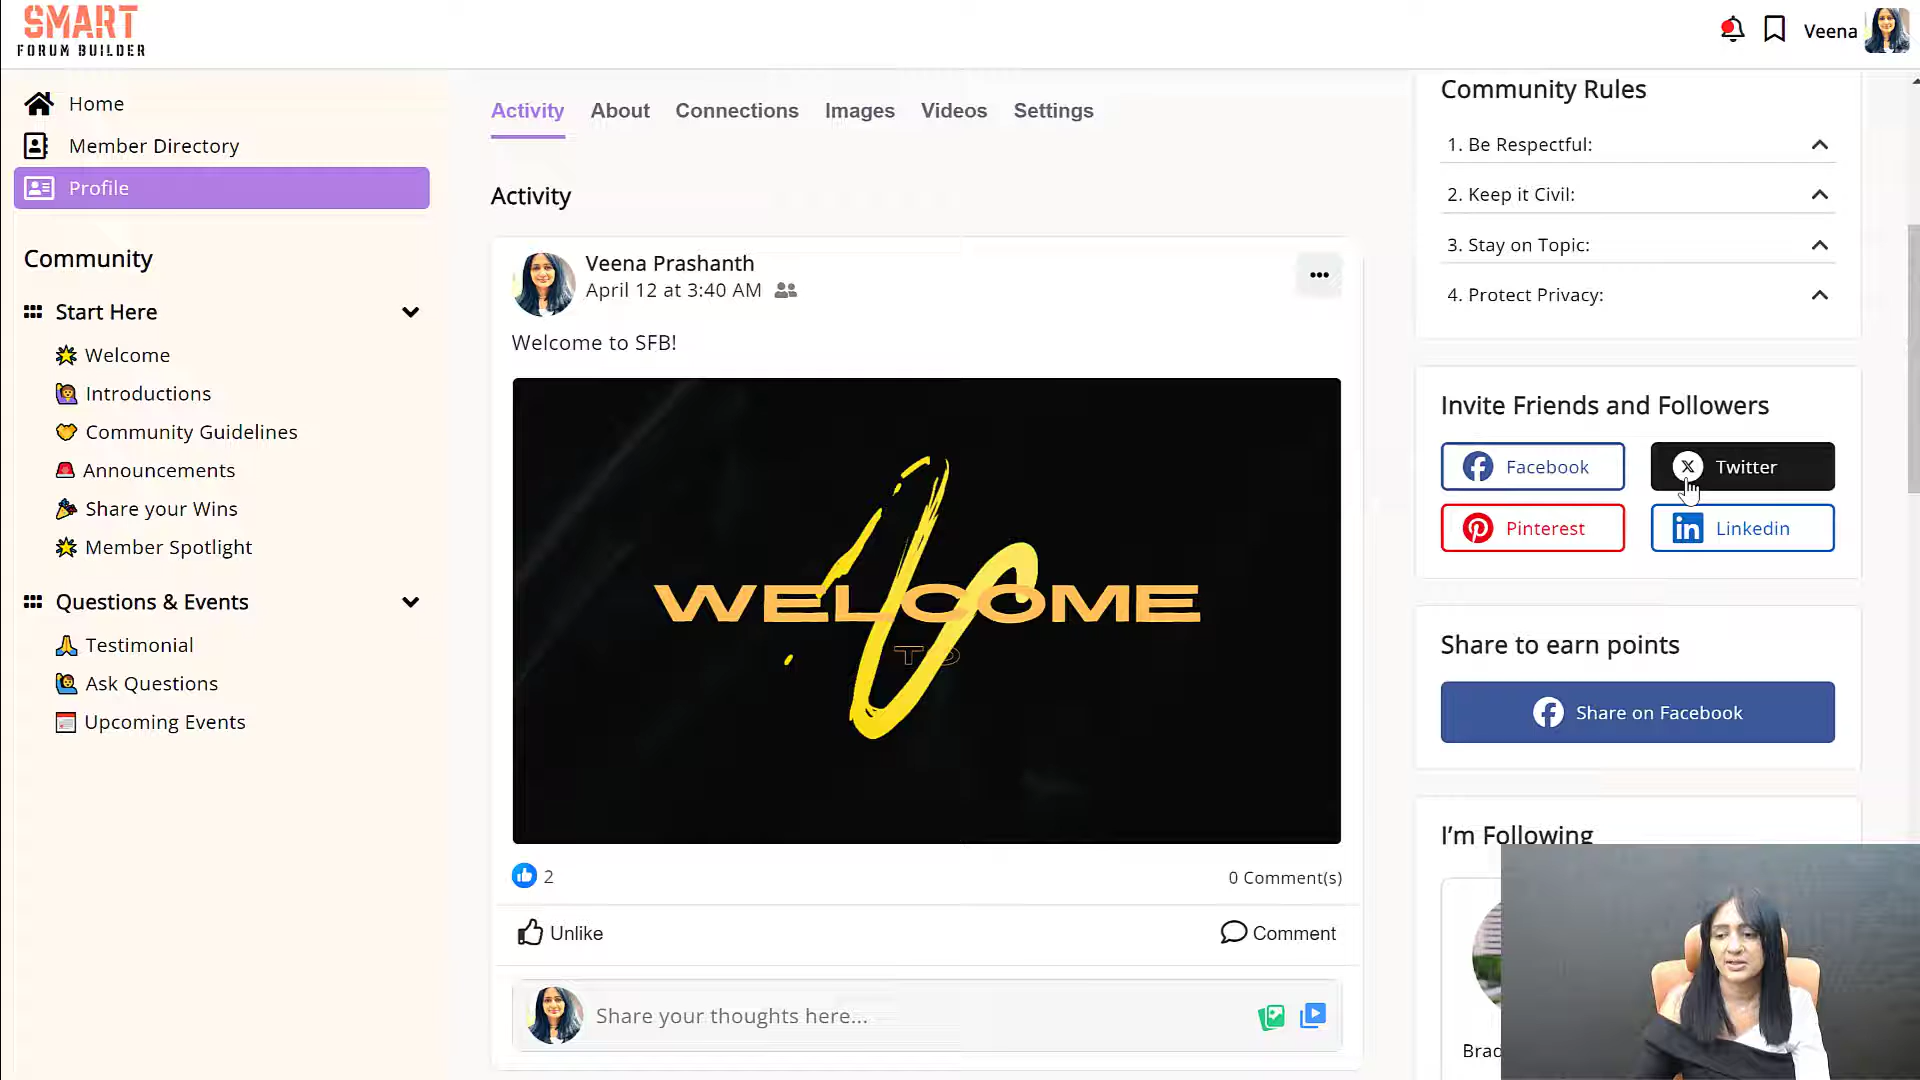 SMART
FORUM BUILDER
Veena
Home
Member Directory
Profile
Community
Start Here
Welcome
Introductions
Community Guidelines
Announcements
Share your Wins
Member Spotlight
Questions & Events
Testimonial
Ask Questions
Upcoming Events
Activity About Connections Images Videos Settings
Activity
Veena Prashanth
April 12 at 3:40 AM
Welcome to SFB!
WELCOME
TO
2
0 Comment(s)
Unlike
Comment
Share your thoughts here...
Community Rules
1. Be Respectful:
2. Keep it Civil:
3. Stay on Topic:
4. Protect Privacy:
Invite Friends and Followers
Facebook
Twitter
Pinterest
Linkedin
Share to earn points
Share on Facebook
I'm Following